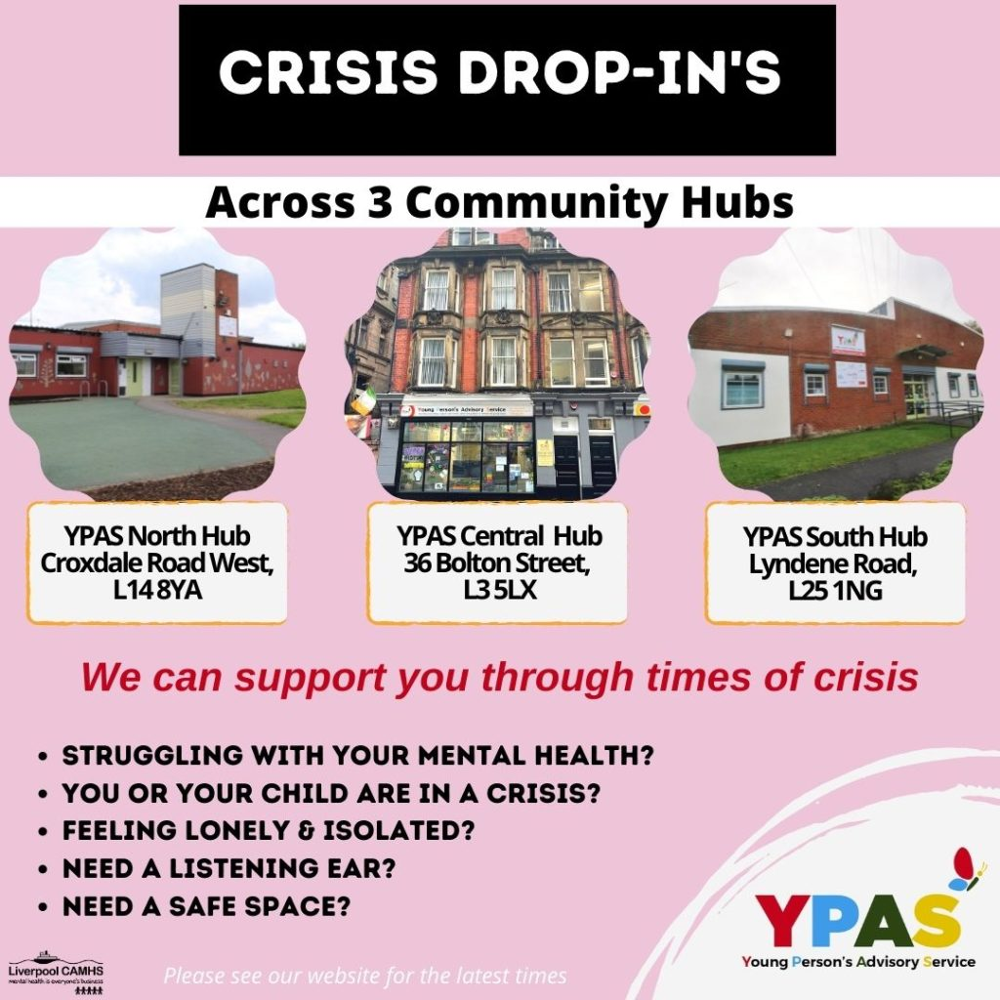 CRISIS DROP-IN'S
Across 3 Community Hubs
Young Person's Advisory Service
YPAS
YPAS North Hub
Croxdale Road West,
L14 8YA
YPAS Central Hub
36 Bolton Street,
L3 5LX
YPAS South Hub
Lyndene Road,
L25 1NG
We can support you through times of crisis
• STRUGGLING WITH YOUR MENTAL HEALTH?
• YOU OR YOUR CHILD ARE IN A CRISIS?
• FEELING LONELY & ISOLATED?
• NEED A LISTENING EAR?
• NEED A SAFE SPACE?
YPAS
Young Person's Advisory Service
Liverpool CAMHS
mental health is everyone's business
Please see our website for the latest times